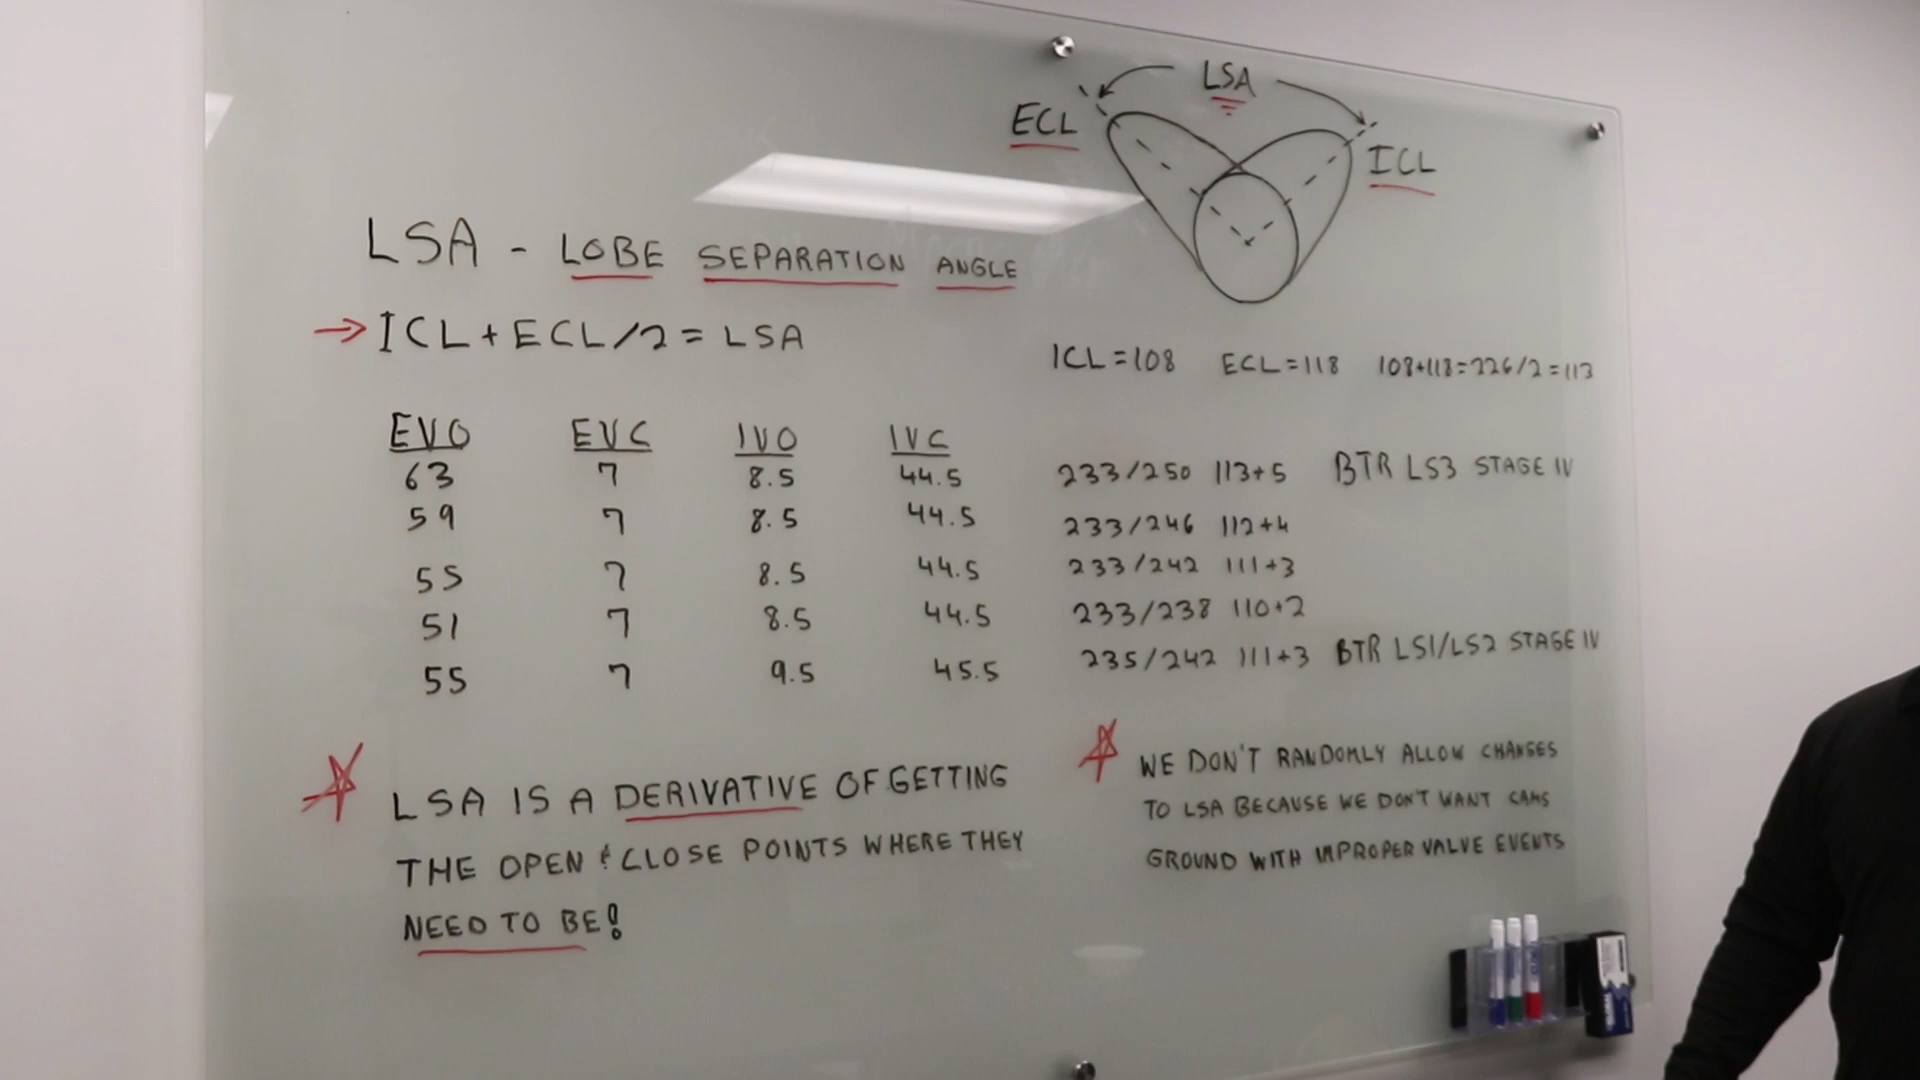 LSA
ECL
ICL
LSA - LOBE SEPARATION ANGLE
→ ICL + ECL/2 = LSA
ICL=108 ECL=118 108+118=226/2=113
EVO EVC IVO IVC
63 7 8.5 44.5 233/250 113+5 BTR LS3 STAGE IV
59 7 8.5 44.5 233/246 112+4
55 7 8.5 44.5 233/242 111+3
51 7 8.5 44.5 233/238 110+2
55 7 9.5 45.5 235/242 111+3 BTR LS1/LS2 STAGE IV
LSA IS A DERIVATIVE OF GETTING
THE OPEN & CLOSE POINTS WHERE THEY
NEED TO BE!
WE DON'T RANDOMLY ALLOW CHANGES
TO LSA BECAUSE WE DON'T WANT CAMS
GROUND WITH IMPROPER VALVE EVENTS